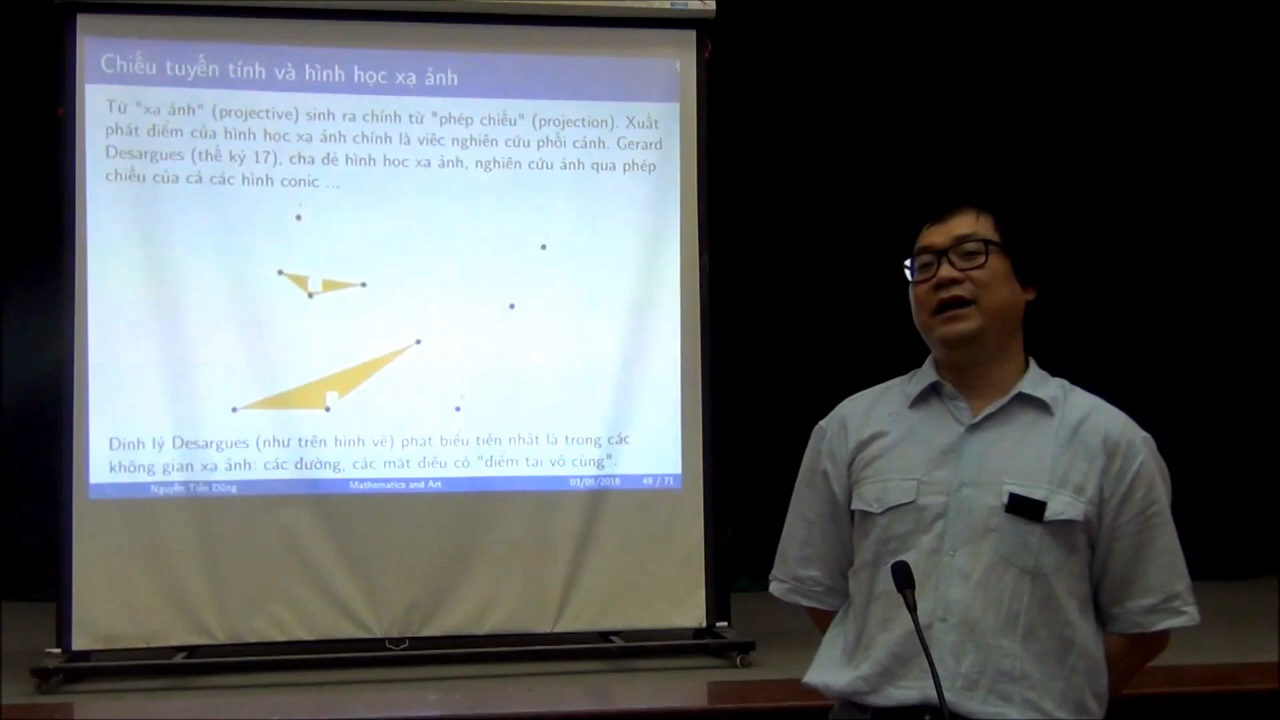 Chiếu tuyến tính và hình học xạ ảnh
Từ "xạ ảnh" (projective) sinh ra chính từ "phép chiếu" (projection). Xuất
phát điểm của hình học xạ ảnh chính là việc nghiên cứu phối cảnh. Gerard
Desargues (thế kỷ 17), cha đẻ hình học xạ ảnh, nghiên cứu ảnh qua phép
chiếu của cả các hình conic ...
Định lý Desargues (như trên hình vẽ) phát biểu tiện nhất là trong các
không gian xạ ảnh: các đường, các mặt đều có "điểm tại vô cùng".
Nguyễn Tiến Dũng Mathematics and Art 03/05/2016 49 / 71